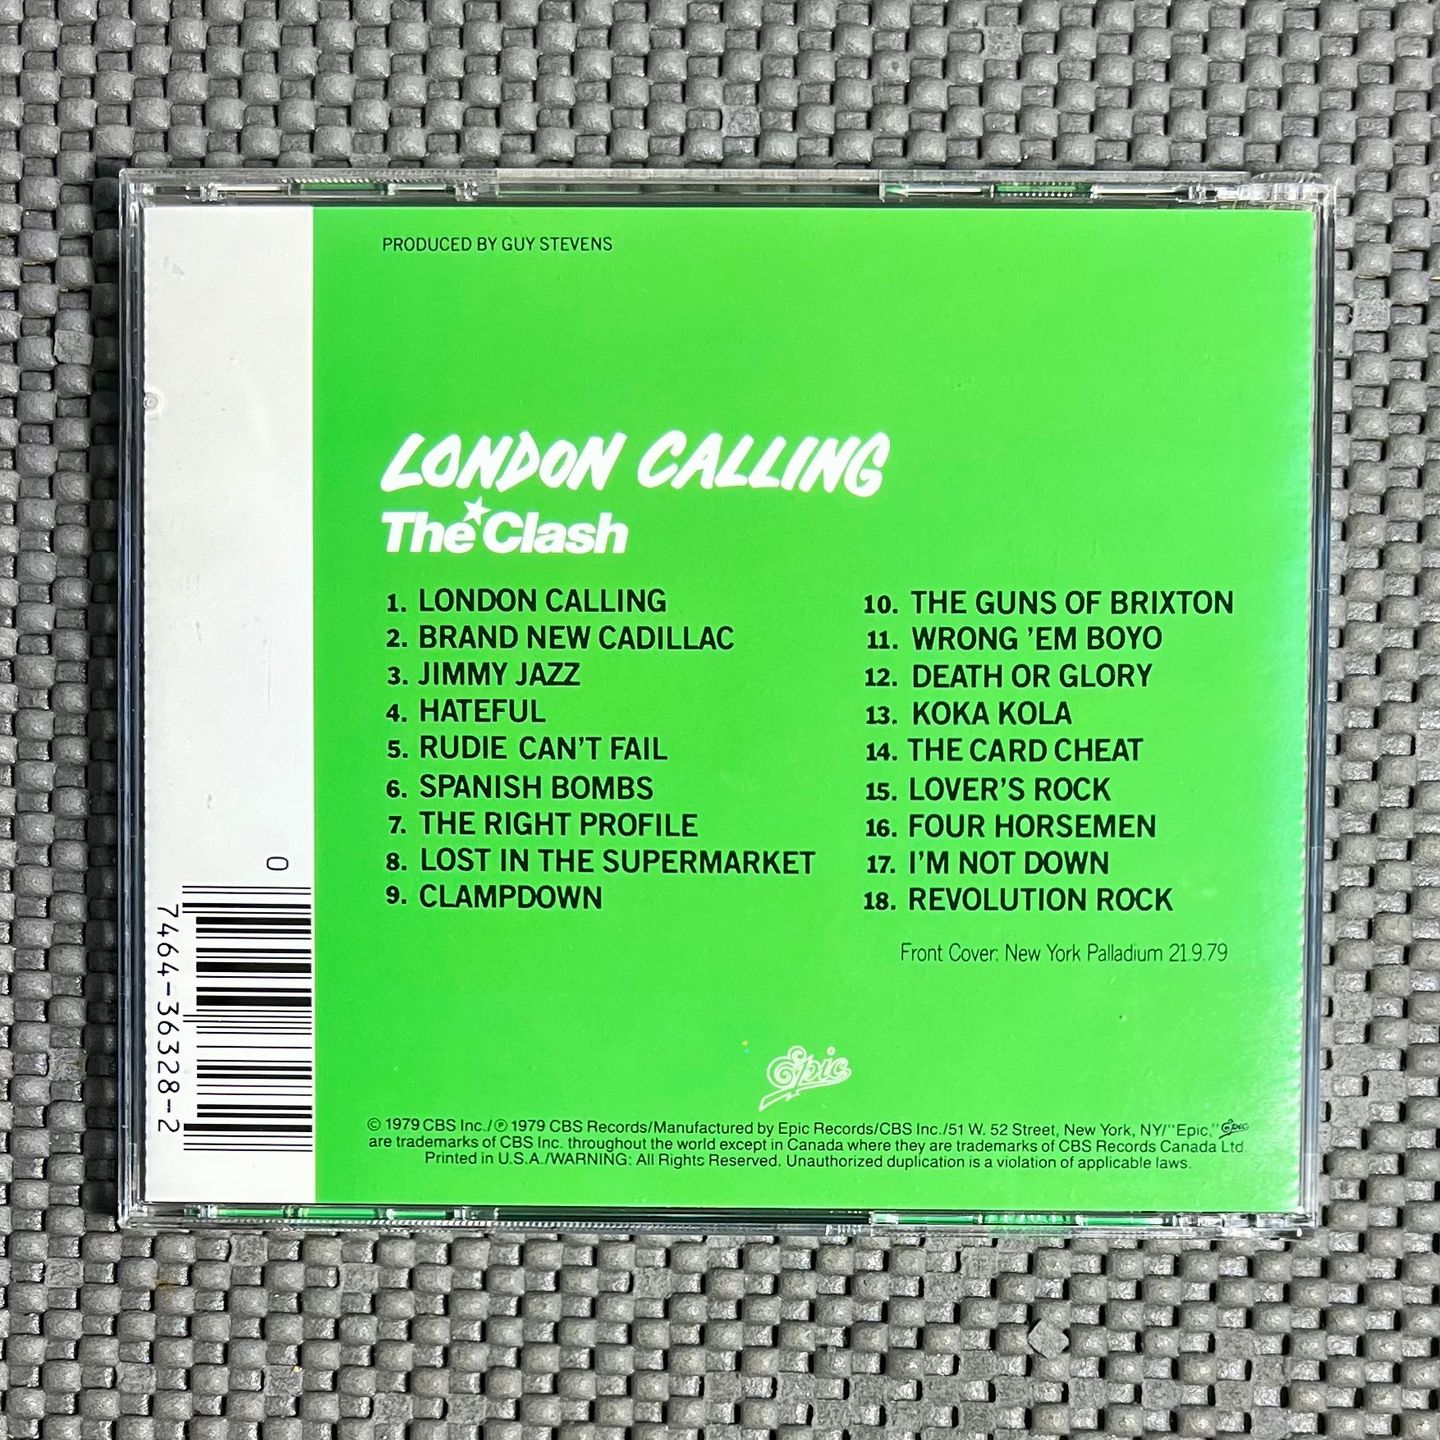 PRODUCED BY GUY STEVENS
LONDON CALLING
The Clash
1. LONDON CALLING
2. BRAND NEW CADILLAC
3. JIMMY JAZZ
4. HATEFUL
5. RUDIE CAN'T FAIL
6. SPANISH BOMBS
7. THE RIGHT PROFILE
8. LOST IN THE SUPERMARKET
9. CLAMPDOWN
10. THE GUNS OF BRIXTON
11. WRONG 'EM BOYO
12. DEATH OR GLORY
13. KOKA KOLA
14. THE CARD CHEAT
15. LOVER'S ROCK
16. FOUR HORSEMEN
17. I'M NOT DOWN
18. REVOLUTION ROCK
Front Cover: New York Palladium 21.9.79
Epic
© 1979 CBS Inc./℗ 1979 CBS Records/Manufactured by Epic Records/CBS Inc./51 W. 52 Street, New York, NY/"Epic," Epic
are trademarks of CBS Inc. throughout the world except in Canada where they are trademarks of CBS Records Canada Ltd.
Printed in U.S.A./WARNING: All Rights Reserved. Unauthorized duplication is a violation of applicable laws.
0
7464-36328-2